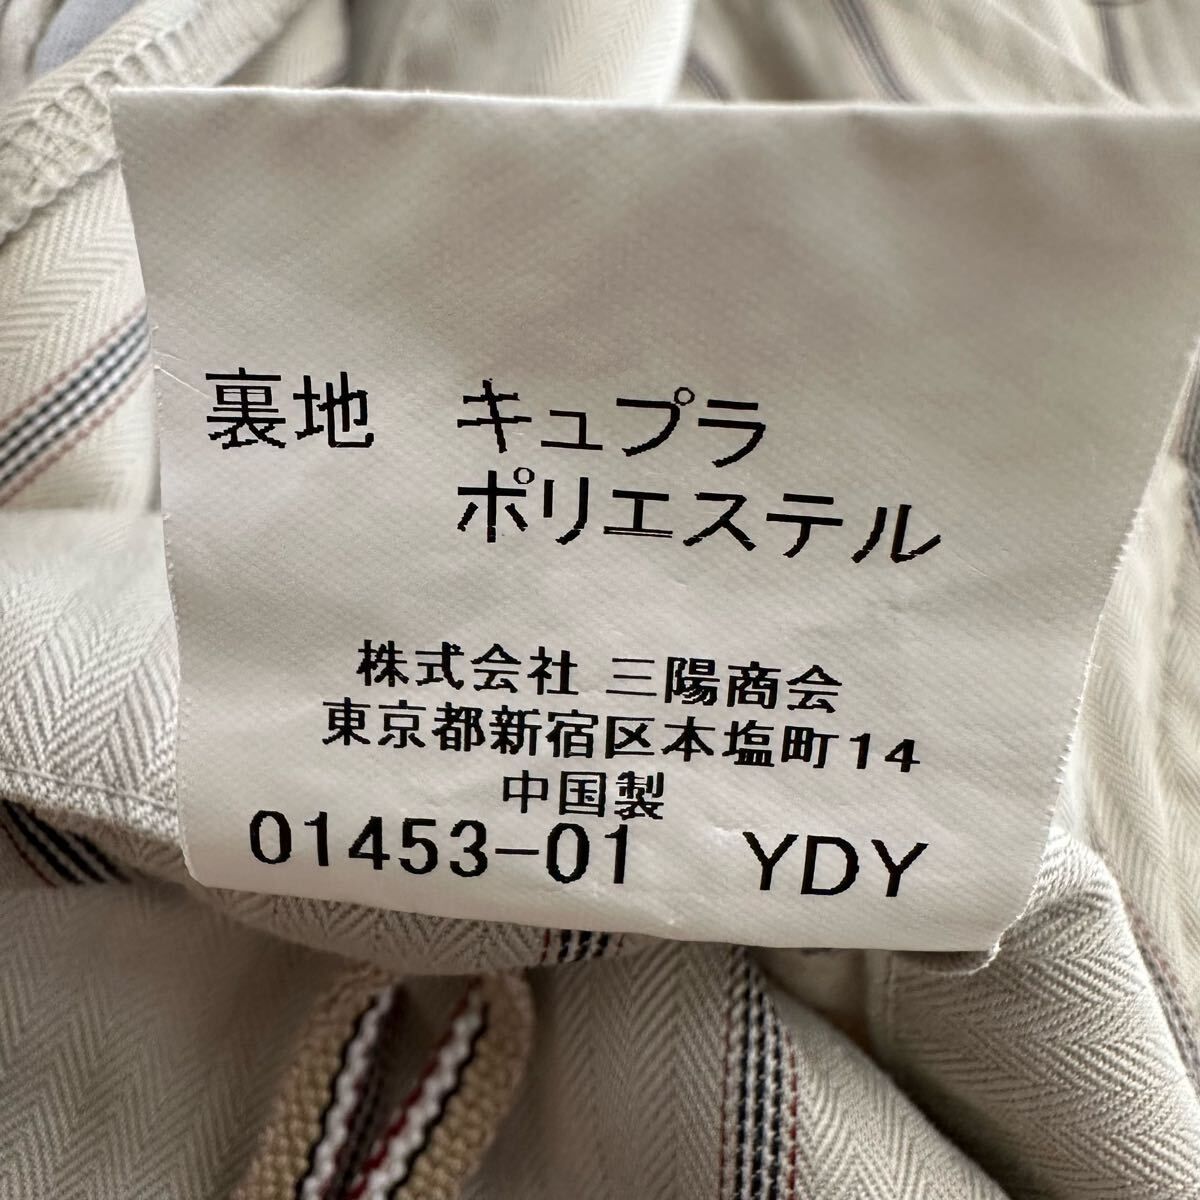 裏地 キュプラ
ポリエステル
株式会社 三陽商会
東京都新宿区本塩町14
中国製
01453-01 YDY